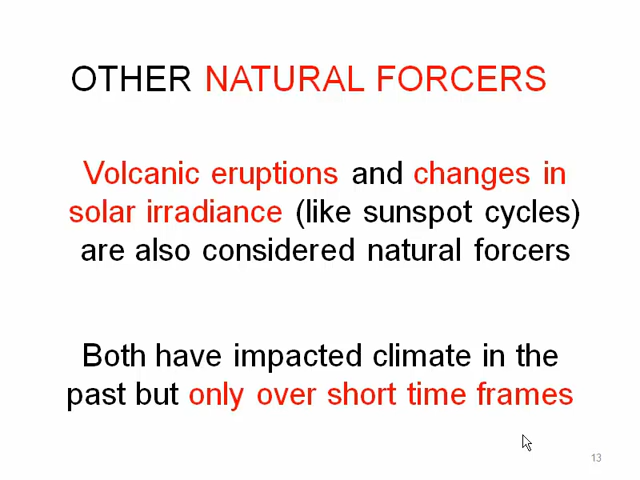 OTHER NATURAL FORCERS
Volcanic eruptions and changes in
solar irradiance (like sunspot cycles)
are also considered natural forcers
Both have impacted climate in the
past but only over short time frames
13